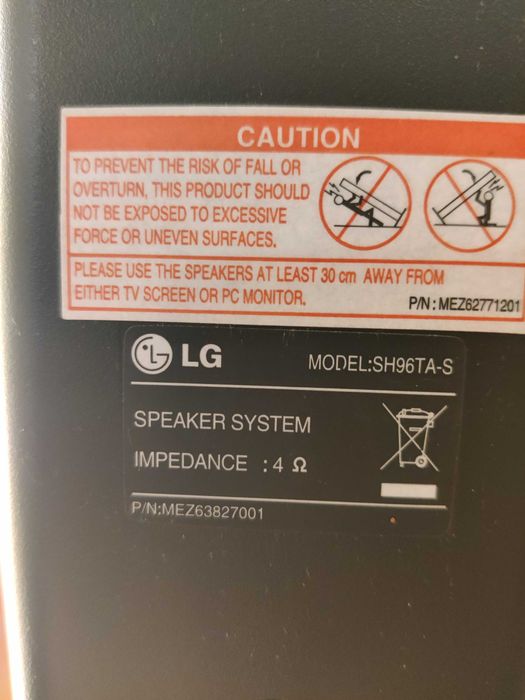 CAUTION
TO PREVENT THE RISK OF FALL OR
OVERTURN, THIS PRODUCT SHOULD
NOT BE EXPOSED TO EXCESSIVE
FORCE OR UNEVEN SURFACES.
PLEASE USE THE SPEAKERS AT LEAST 30 cm AWAY FROM
EITHER TV SCREEN OR PC MONITOR.
P/N : MEZ62771201
LG
MODEL:SH96TA-S
SPEAKER SYSTEM
IMPEDANCE : 4 Ω
P/N:MEZ63827001